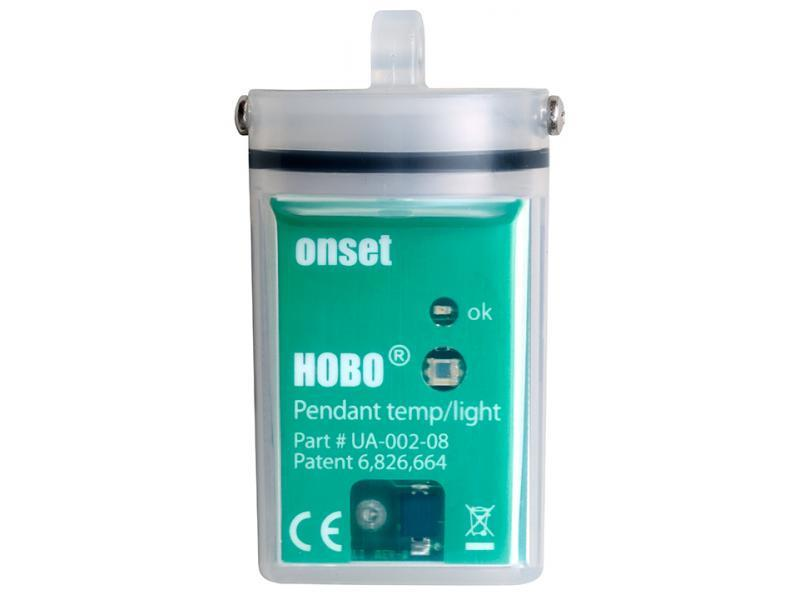 onset
ok
HOBO®
Pendant temp/light
Part # UA-002-08
Patent 6,826,664
CE